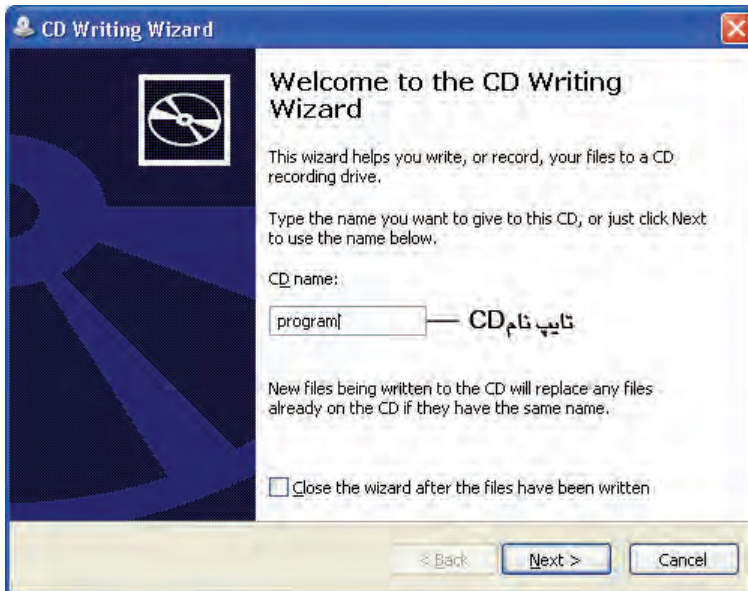 CD Writing Wizard
Welcome to the CD Writing
Wizard
This wizard helps you write, or record, your files to a CD
recording drive.
Type the name you want to give to this CD, or just click Next
to use the name below.
CD name:
program
تایپ نام CD
New files being written to the CD will replace any files
already on the CD if they have the same name.
Close the wizard after the files have been written
< Back
Next >
Cancel